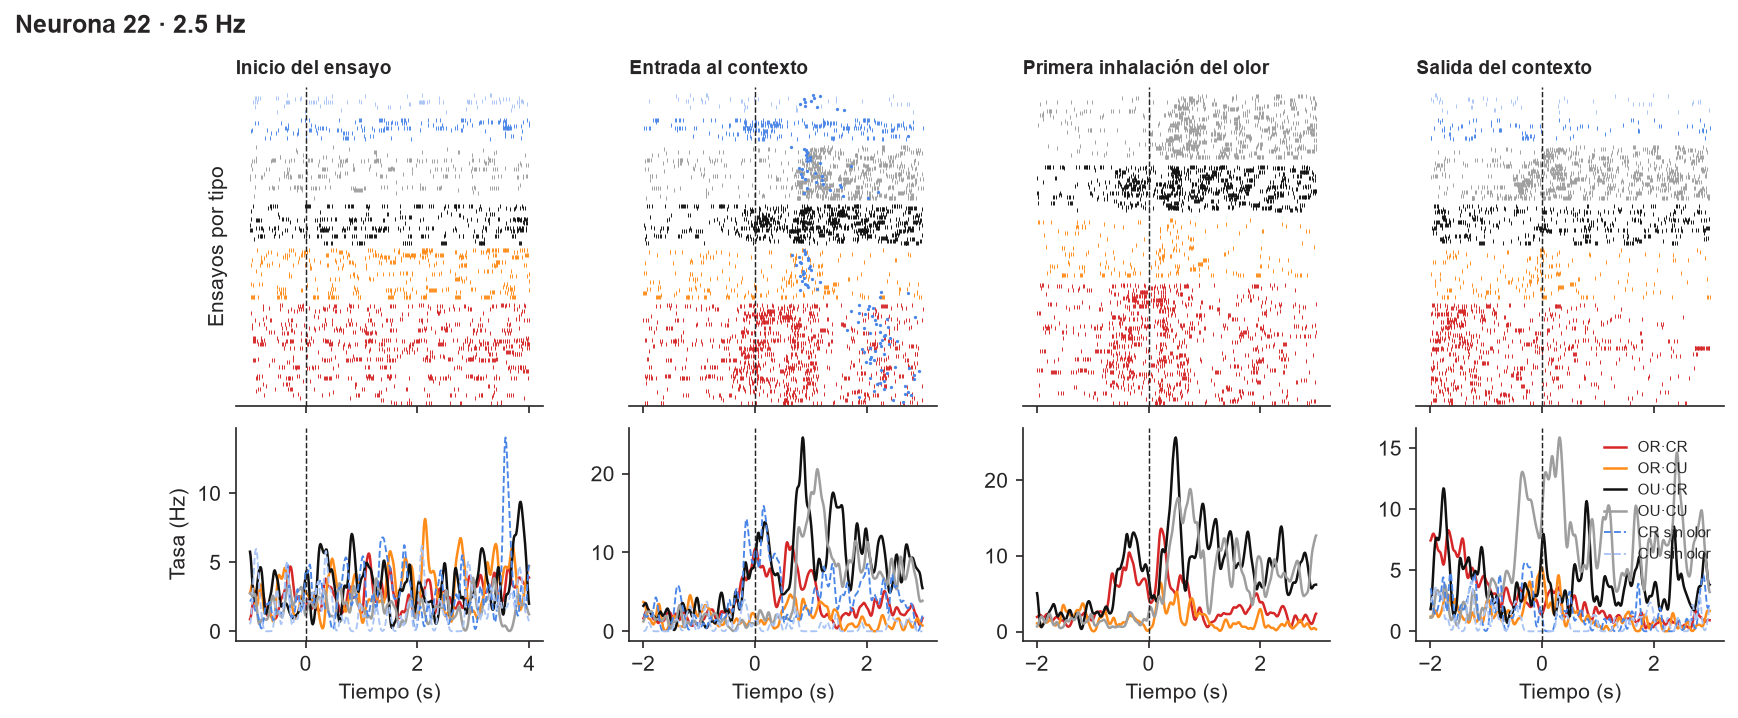 Neurona 22 · 2.5 Hz
Inicio del ensayo
Entrada al contexto
Primera inhalación del olor
Salida del contexto
Ensayos por tipo
Tasa (Hz)
10
5
0
0
2
4
Tiempo (s)
20
10
0
−2
0
2
Tiempo (s)
20
10
0
−2
0
2
Tiempo (s)
15
10
5
0
−2
0
2
Tiempo (s)
OR·CR
OR·CU
OU·CR
OU·CU
CR sin olor
CU sin olor